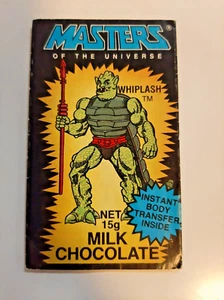 MASTERS®
OF THE UNIVERSE
WHIPLASH
TM
INSTANT
BODY
TRANSFER
INSIDE
NET
15g
MILK
CHOCOLATE